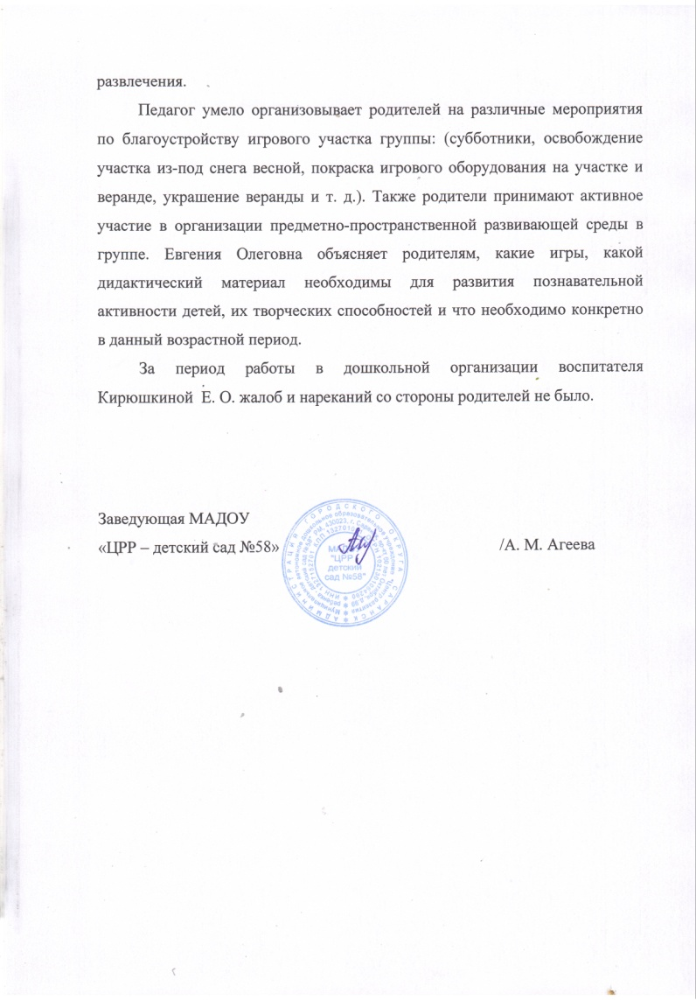 развлечения.
Педагог умело организовывает родителей на различные мероприятия
по благоустройству игрового участка группы: (субботники, освобождение
участка из-под снега весной, покраска игрового оборудования на участке и
веранде, украшение веранды и т. д.). Также родители принимают активное
участие в организации предметно-пространственной развивающей среды в
группе. Евгения Олеговна объясняет родителям, какие игры, какой
дидактический материал необходимы для развития познавательной
активности детей, их творческих способностей и что необходимо конкретно
в данный возрастной период.
За период работы в дошкольной организации воспитателя
Кирюшкиной Е. О. жалоб и нареканий со стороны родителей не было.
Заведующая МАДОУ
«ЦРР – детский сад №58»
/А. М. Агеева
АДМИНИСТРАЦИЯ ГОРОДСКОГО ОКРУГА САРАНСК
"ЦРР
детский
сад №58"